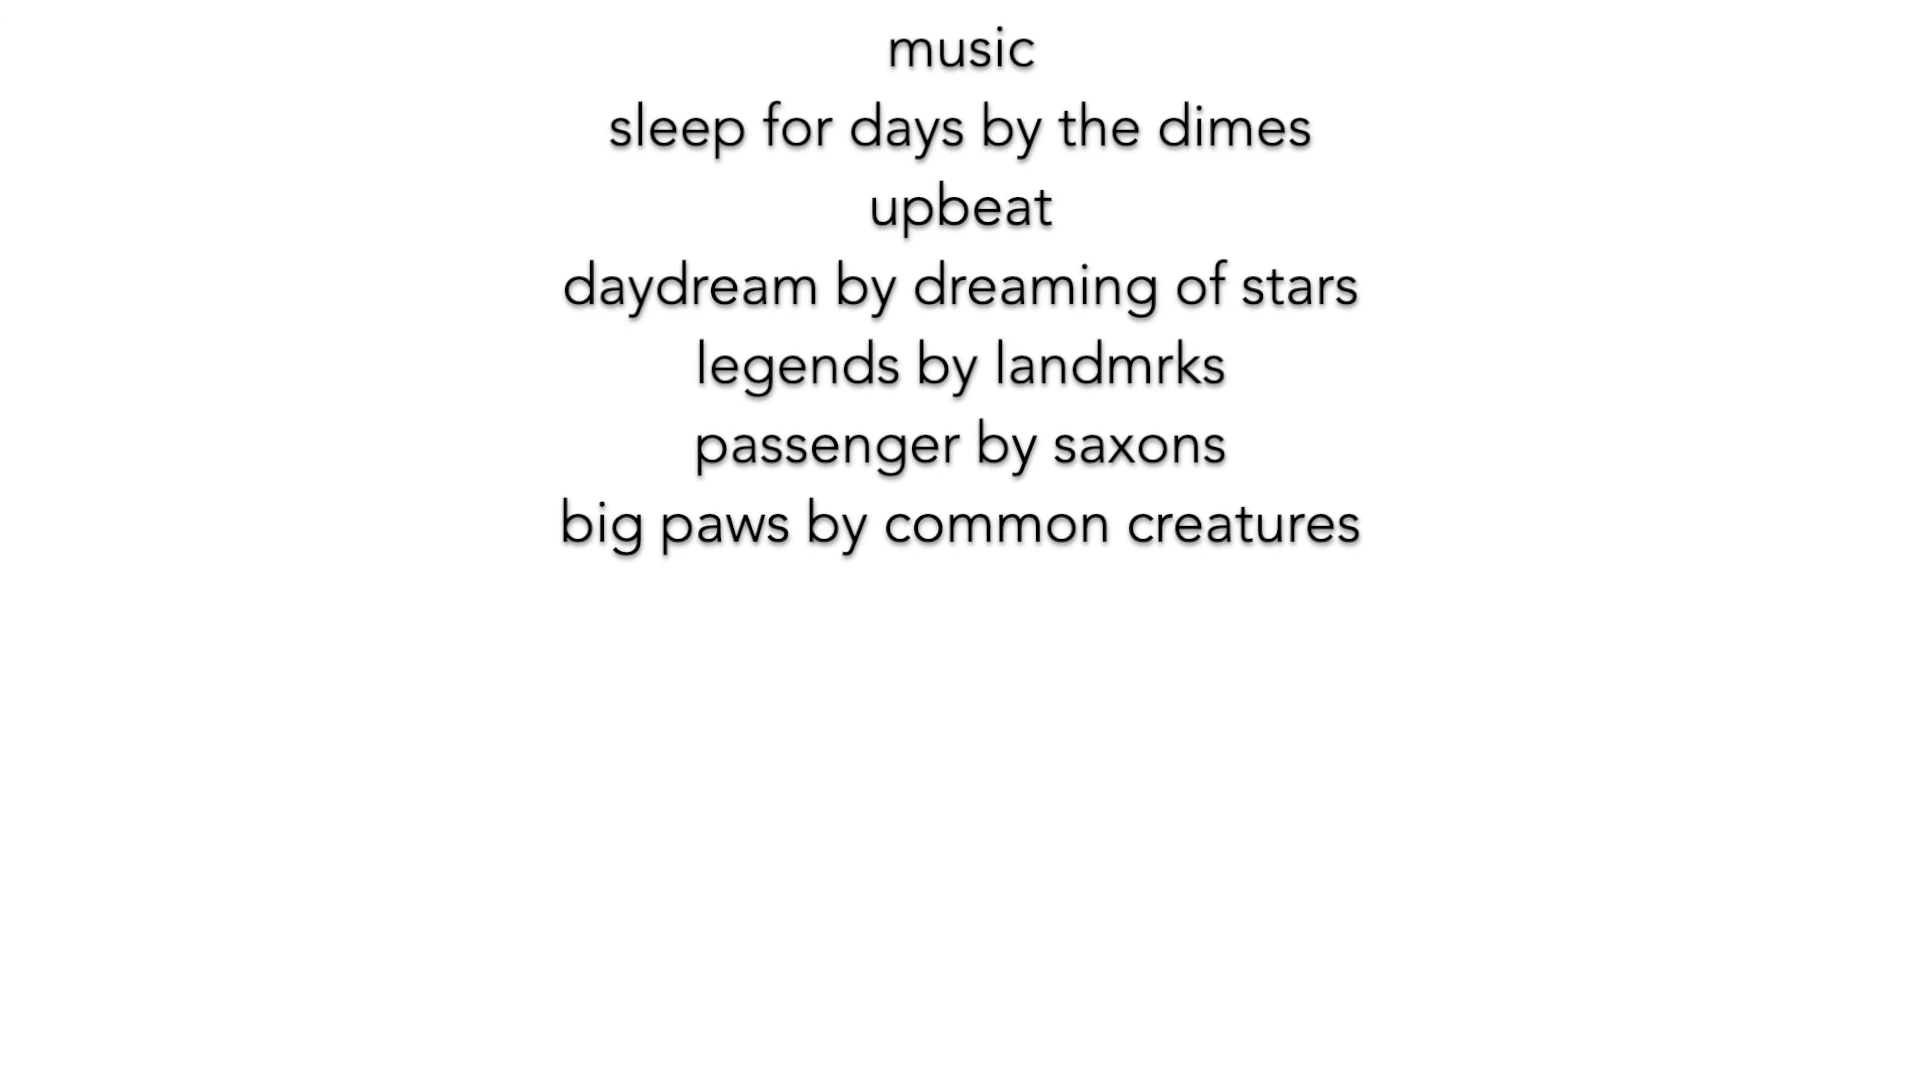 music
sleep for days by the dimes
upbeat
daydream by dreaming of stars
legends by landmrks
passenger by saxons
big paws by common creatures